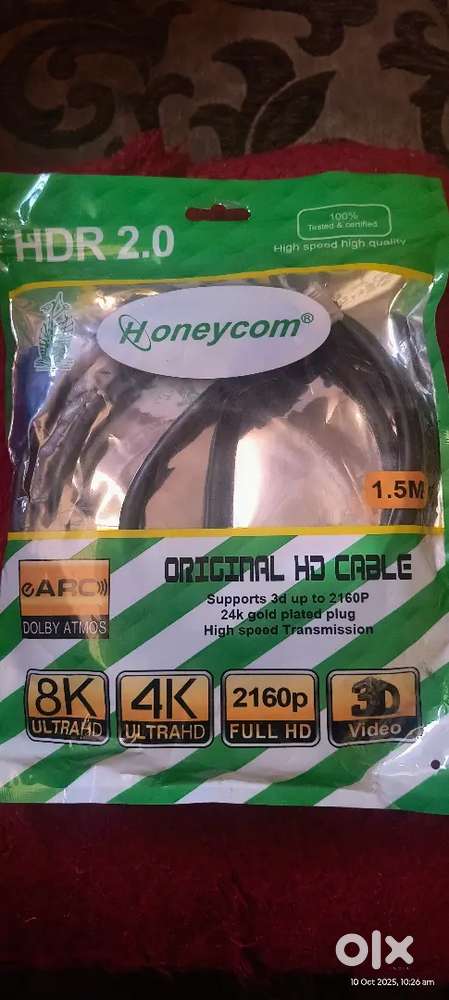 HDR 2.0
100%
Tested & certified
High speed high quality
Honeycom®
1.5M
eARC
DOLBY ATMOS
ORIGINAL HD CABLE
Supports 3d up to 2160P
24k gold plated plug
High speed Transmission
8K
ULTRAHD
4K
ULTRAHD
2160p
FULL HD
3D
Video
olx
10 Oct 2025, 10:26 am